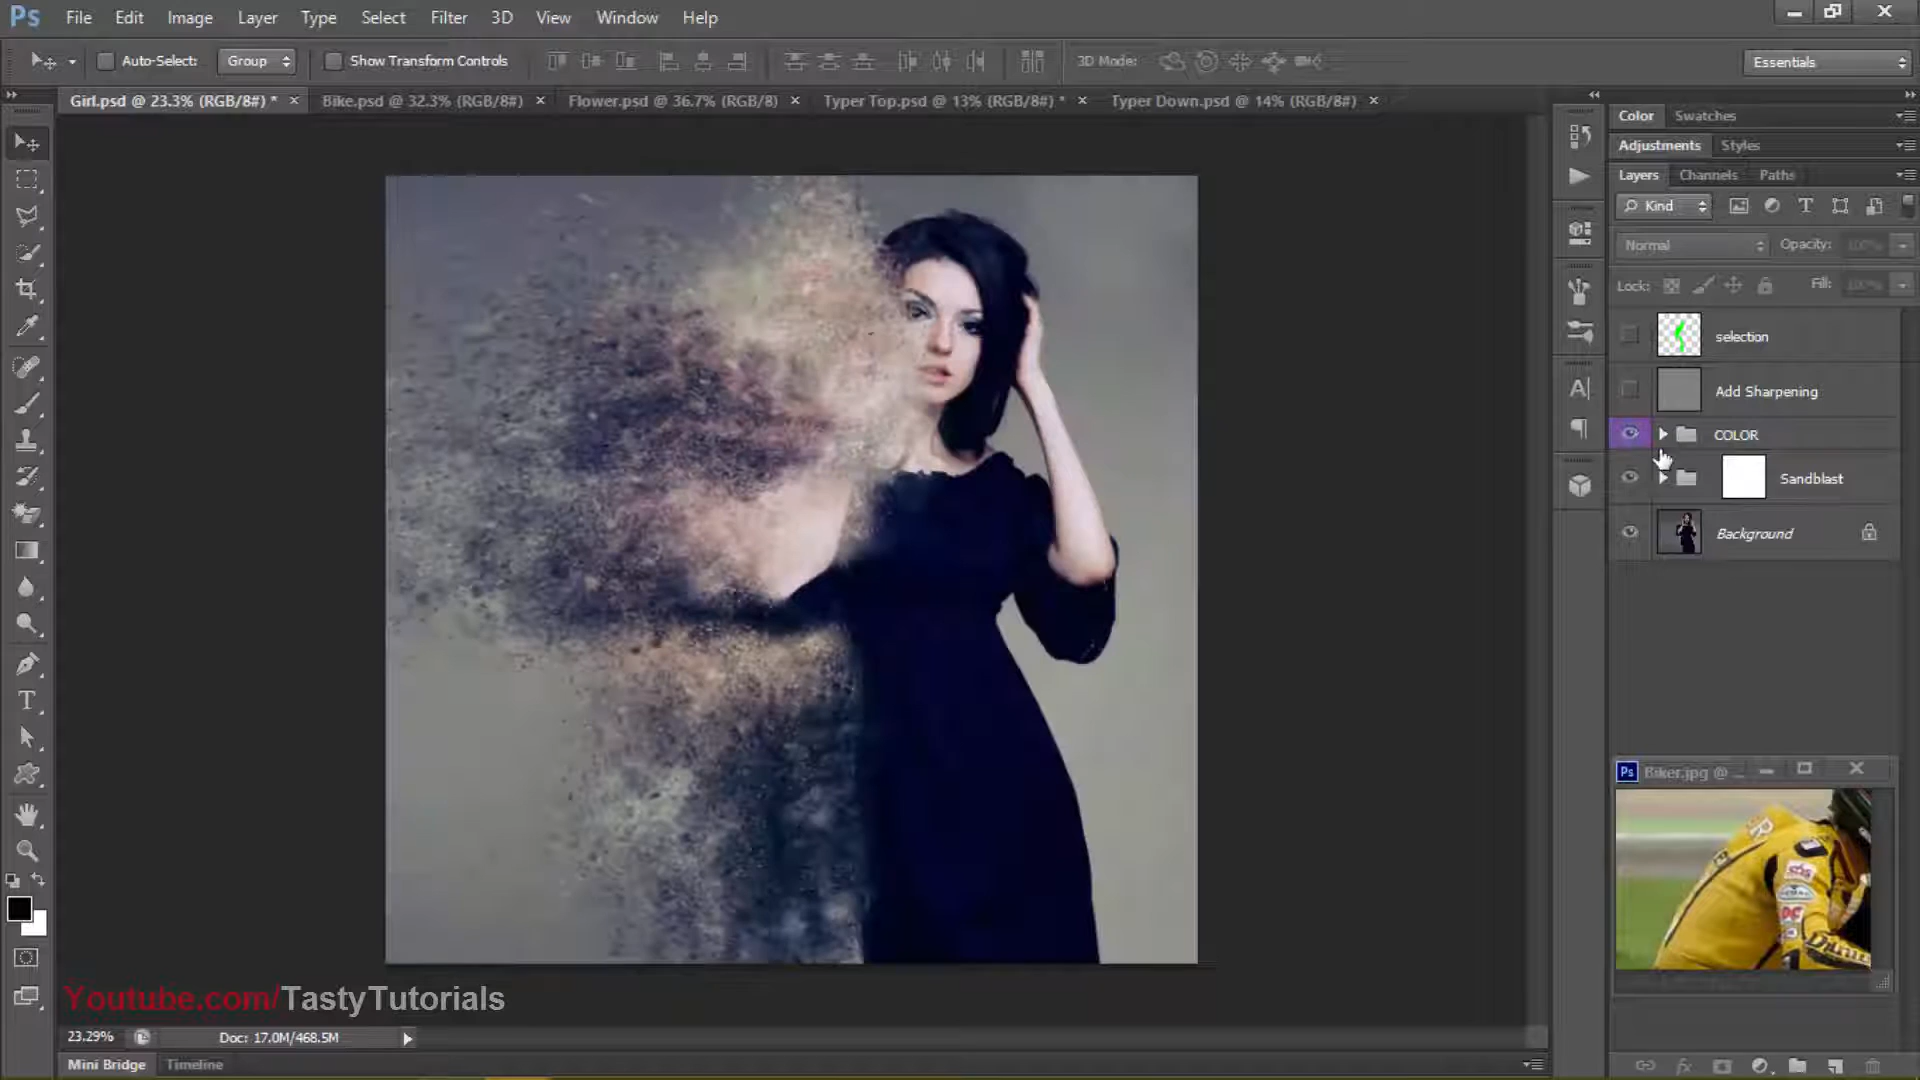 Ps File Edit Image Layer Type Select Filter 3D View Window Help
Auto-Select: Group Show Transform Controls 3D Mode: Essentials
Girl.psd @ 23.3% (RGB/8#) * Bike.psd @ 32.3% (RGB/8#) Flower.psd @ 36.7% (RGB/8) Typer Top.psd @ 13% (RGB/8#) * Typer Down.psd @ 14% (RGB/8#)
Color Swatches
Adjustments Styles
Layers Channels Paths
Kind
Normal Opacity: 100%
Lock: Fill: 100%
selection
Add Sharpening
COLOR
Sandblast
Background
Ps Biker.jpg @ ...
Youtube.com/TastyTutorials
23.29% Doc: 17.0M/468.5M
Mini Bridge Timeline